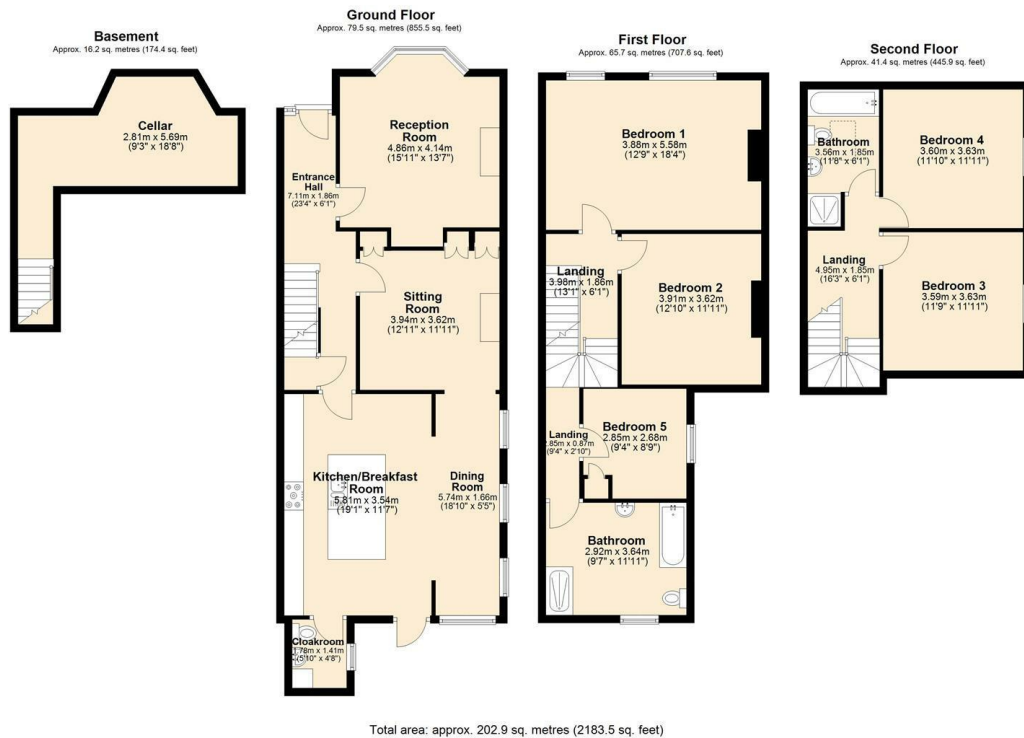 Basement
Approx. 16.2 sq. metres (174.4 sq. feet)
Cellar
2.81m x 5.69m
(9'3" x 18'8")
Ground Floor
Approx. 79.5 sq. metres (855.5 sq. feet)
Reception
Room
4.86m x 4.14m
(15'11" x 13'7")
Entrance
Hall
7.11m x 1.86m
(23'4" x 6'1")
Sitting
Room
3.94m x 3.62m
(12'11" x 11'11")
Kitchen/Breakfast
Room
5.81m x 3.54m
(19'1" x 11'7")
Dining
Room
5.74m x 1.66m
(18'10" x 5'5")
Cloakroom
1.78m x 1.41m
(5'10" x 4'8")
First Floor
Approx. 65.7 sq. metres (707.6 sq. feet)
Bedroom 1
3.88m x 5.58m
(12'9" x 18'4")
Landing
3.98m x 1.86m
(13'1" x 6'1")
Bedroom 2
3.91m x 3.62m
(12'10" x 11'11")
Landing
2.85m x 0.87m
(9'4" x 2'10")
Bedroom 5
2.85m x 2.68m
(9'4" x 8'9")
Bathroom
2.92m x 3.64m
(9'7" x 11'11")
Second Floor
Approx. 41.4 sq. metres (445.9 sq. feet)
Bathroom
3.56m x 1.85m
(11'8" x 6'1")
Bedroom 4
3.60m x 3.63m
(11'10" x 11'11")
Landing
4.95m x 1.85m
(16'3" x 6'1")
Bedroom 3
3.59m x 3.63m
(11'9" x 11'11")
Total area: approx. 202.9 sq. metres (2183.5 sq. feet)